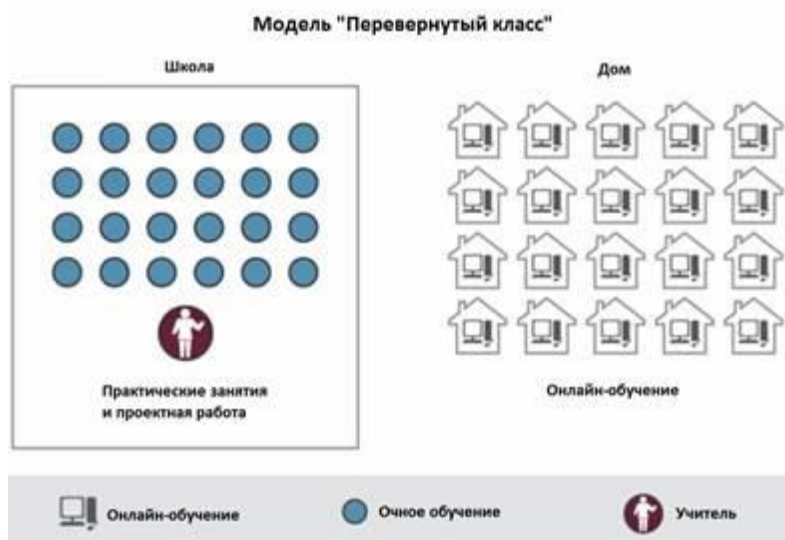 Модель "Перевернутый класс"
Школа
Дом
Практические занятия
и проектная работа
Онлайн-обучение
Онлайн-обучение
Очное обучение
Учитель